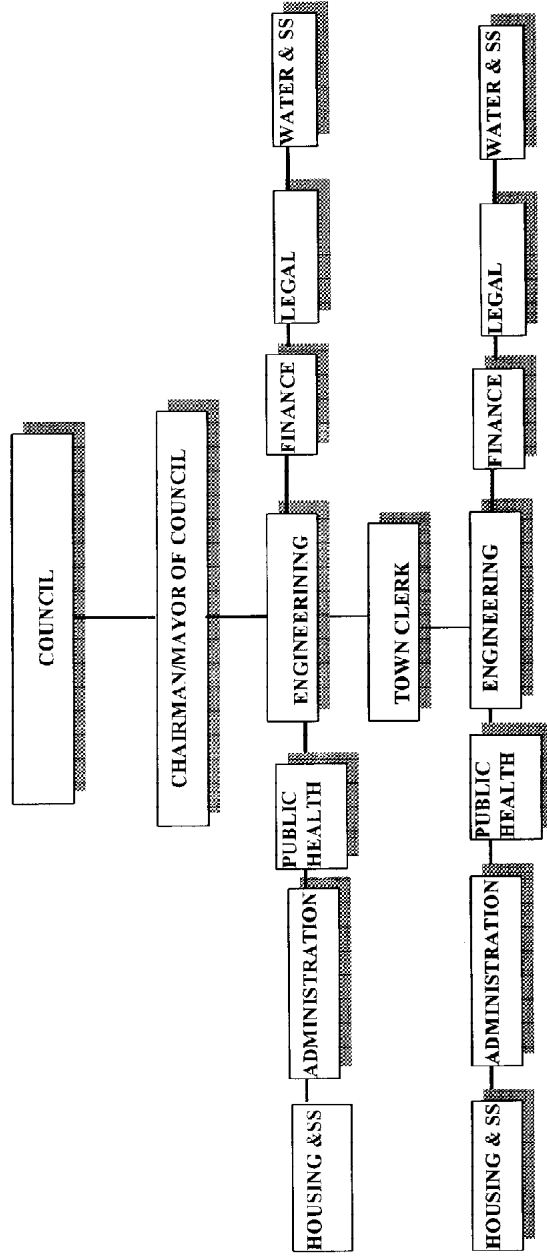 COUNCIL
CHAIRMAN/MAYOR OF COUNCIL
HOUSING &SS
ADMINISTRATION
PUBLIC
HEALTH
ENGINEERINING
FINANCE
LEGAL
WATER & SS
TOWN CLERK
HOUSING & SS
ADMINISTRATION
PUBLIC
HEALTH
ENGINEERING
FINANCE
LEGAL
WATER & SS